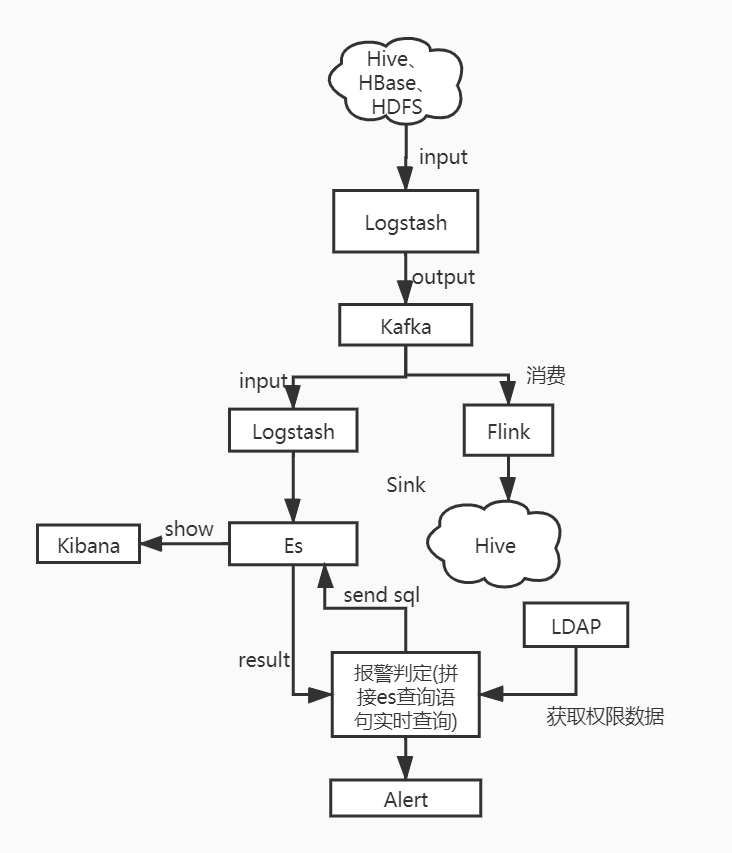 Hive、
HBase、
HDFS
input
Logstash
output
Kafka
input
消费
Logstash
Flink
Sink
show
Kibana
Es
Hive
send sql
LDAP
result
报警判定(拼
接es查询语
句实时查询)
获取权限数据
Alert